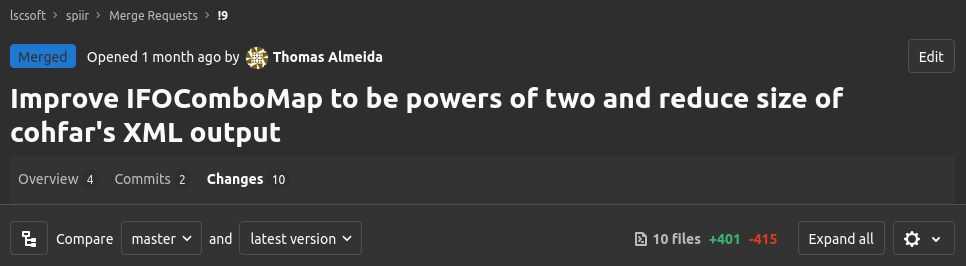 lscsoft > spiir > Merge Requests > !9
Merged Opened 1 month ago by Thomas Almeida Edit
Improve IFOComboMap to be powers of two and reduce size of
cohfar's XML output
Overview 4 Commits 2 Changes 10
Compare master and latest version 10 files +401 -415 Expand all